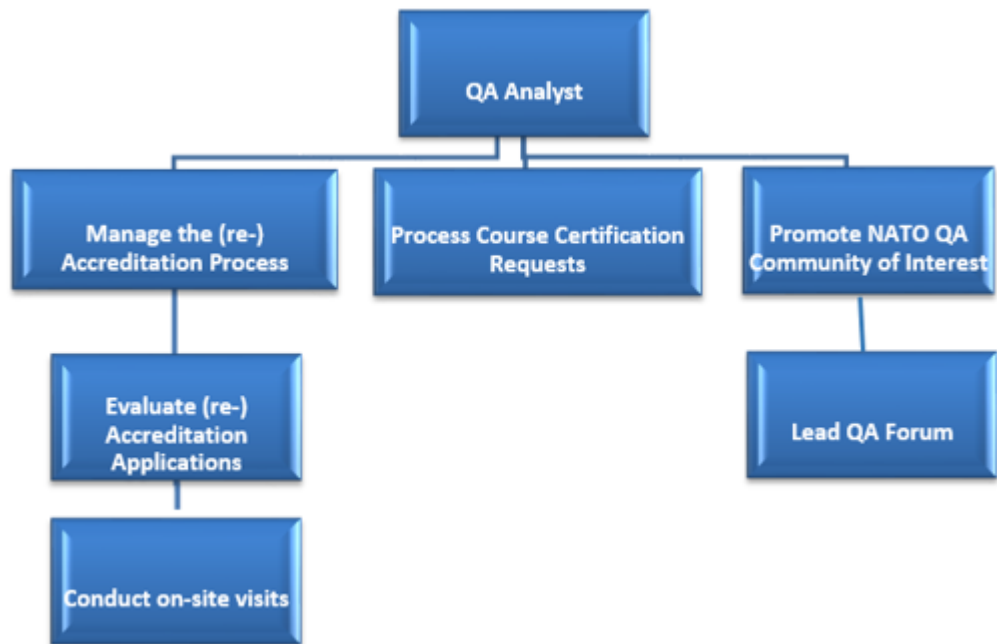 QA Analyst
Manage the (re-)
Accreditation Process
Process Course Certification
Requests
Promote NATO QA
Community of Interest
Evaluate (re-)
Accreditation
Applications
Lead QA Forum
Conduct on-site visits